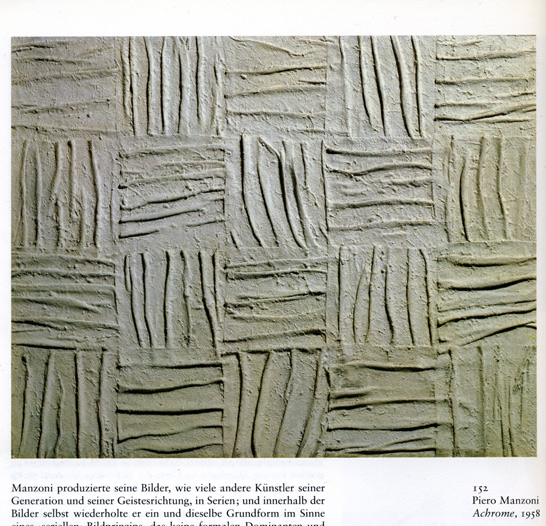 Manzoni produzierte seine Bilder, wie viele andere Künstler seiner
Generation und seiner Geistesrichtung, in Serien; und innerhalb der
Bilder selbst wiederholte er ein und dieselbe Grundform im Sinne
eines ‹seriellen› Bildprinzips, das keine formalen Dominanten und
152
Piero Manzoni
Achrome, 1958